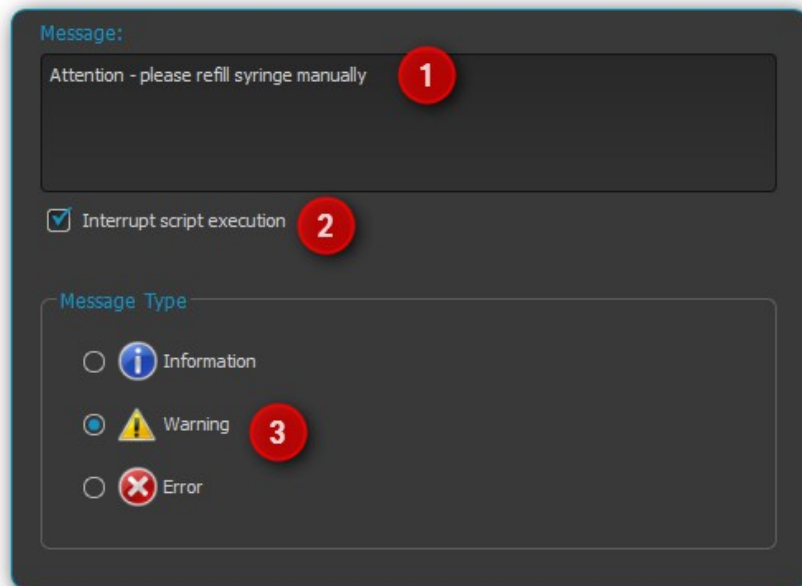 Message:
Attention - please refill syringe manually 1
Interrupt script execution 2
Message Type
Information
Warning 3
Error